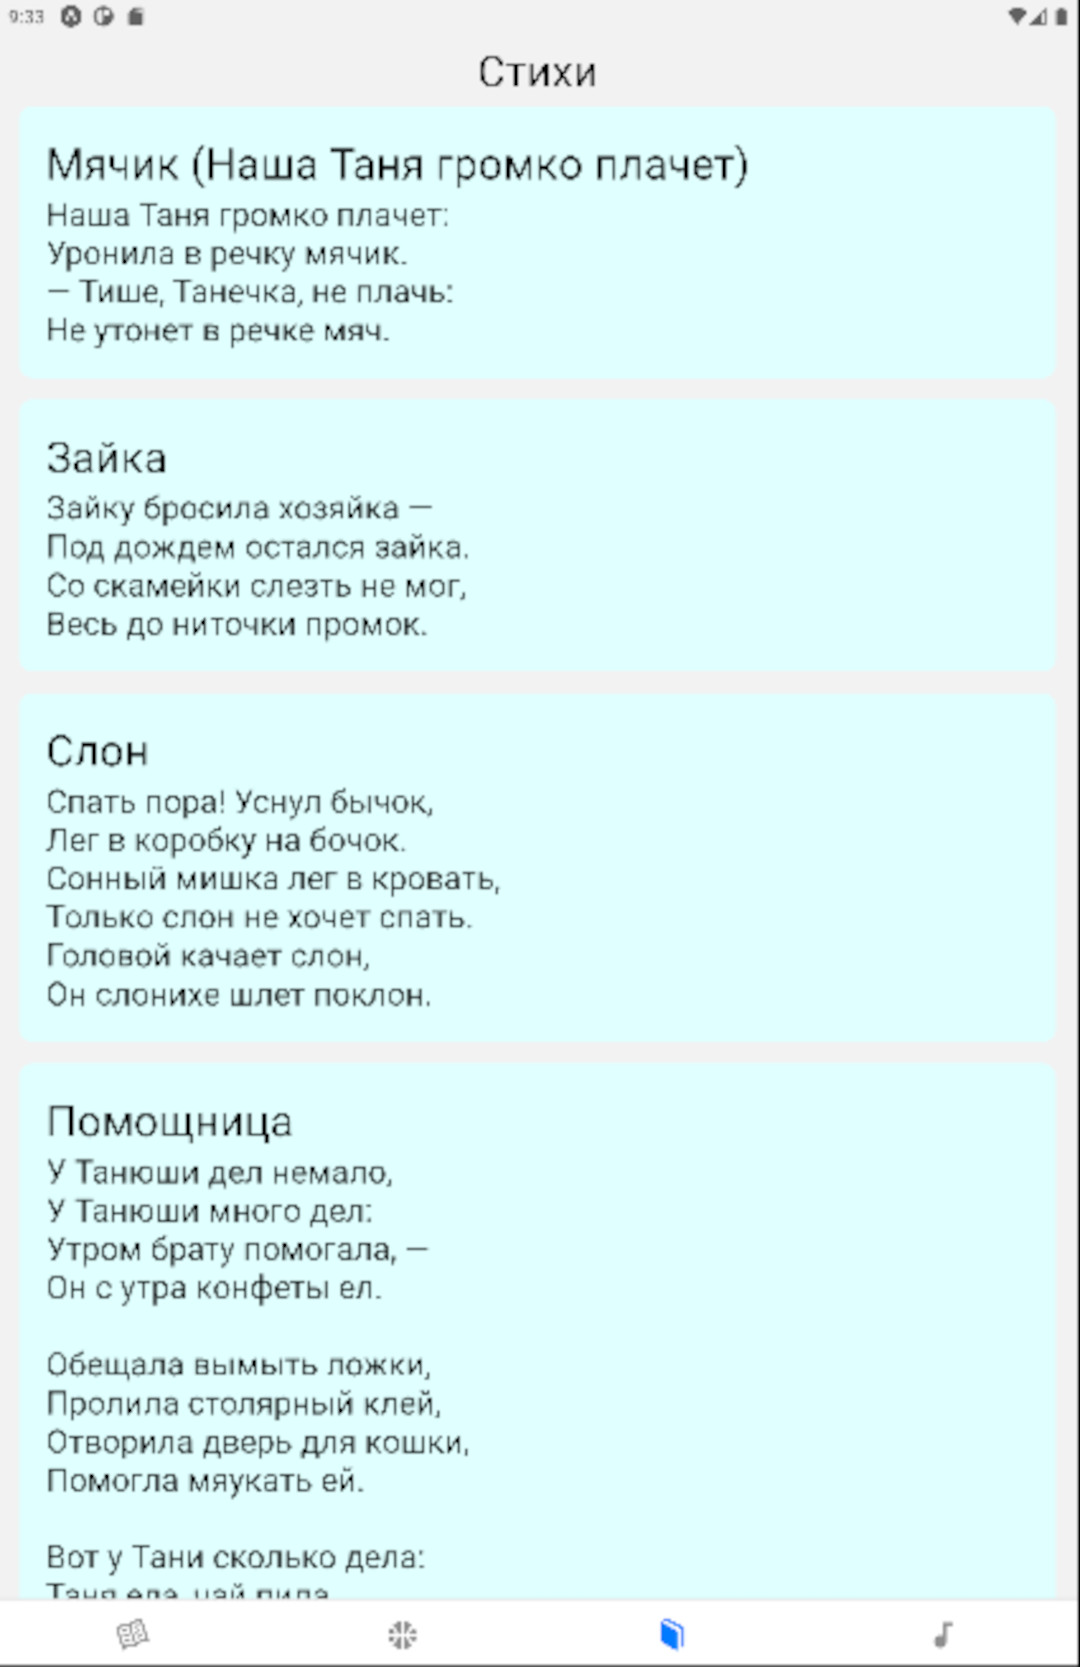 9:33
Стихи
Мячик (Наша Таня громко плачет)
Наша Таня громко плачет:
Уронила в речку мячик.
— Тише, Танечка, не плачь:
Не утонет в речке мяч.
Зайка
Зайку бросила хозяйка —
Под дождем остался зайка.
Со скамейки слезть не мог,
Весь до ниточки промок.
Слон
Спать пора! Уснул бычок,
Лег в коробку на бочок.
Сонный мишка лег в кровать,
Только слон не хочет спать.
Головой качает слон,
Он слонихе шлет поклон.
Помощница
У Танюши дел немало,
У Танюши много дел:
Утром брату помогала, —
Он с утра конфеты ел.
Обещала вымыть ложки,
Пролила столярный клей,
Отворила дверь для кошки,
Помогла мяукать ей.
Вот у Тани сколько дела:
Таня ела, чай пила,